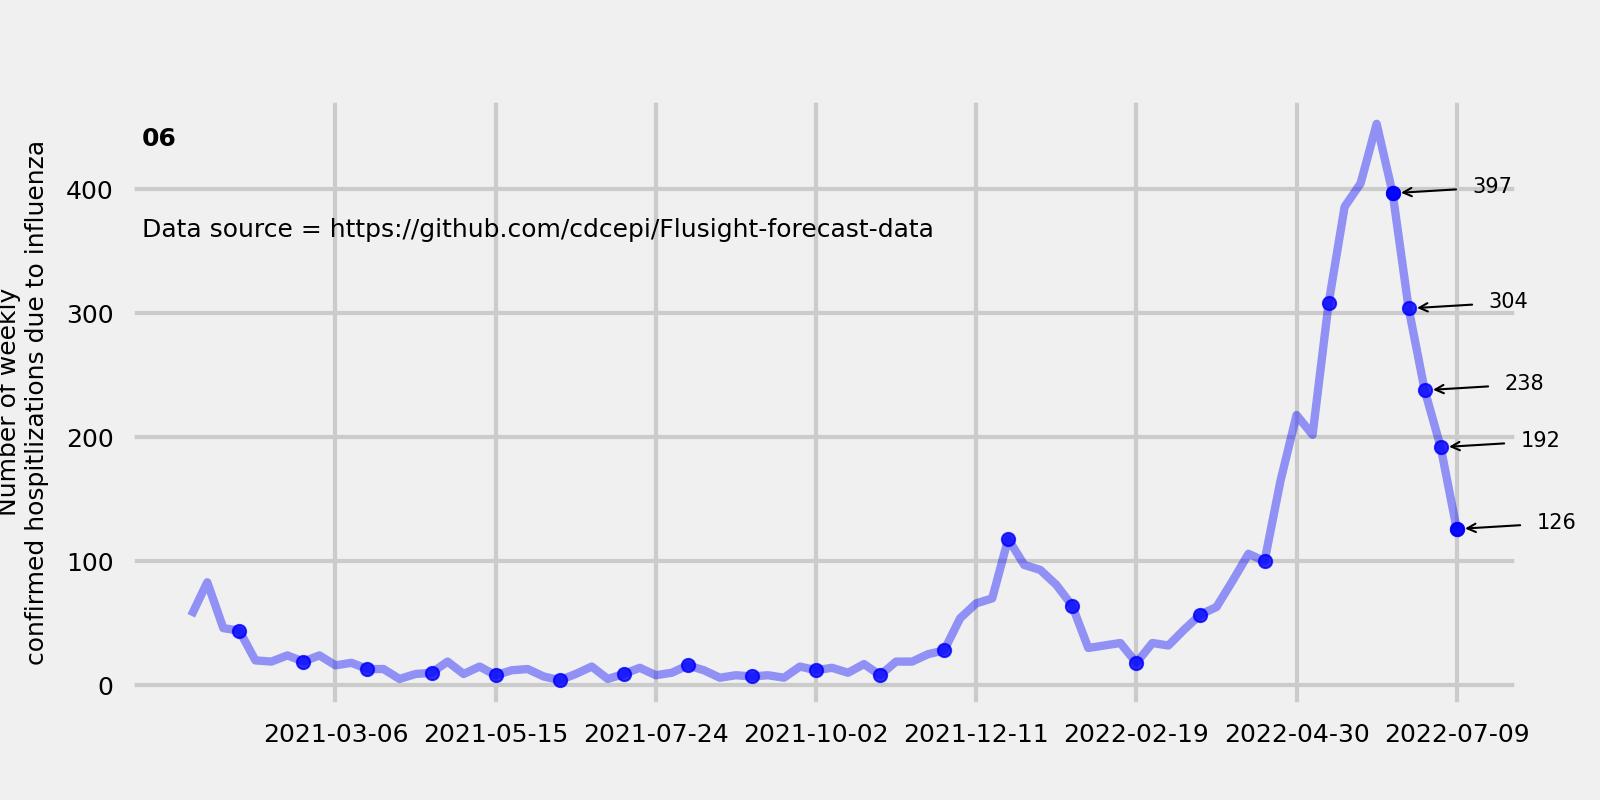 06
Data source = https://github.com/cdcepi/Flusight-forecast-data
Number of weekly
confirmed hospitlizations due to influenza
400
300
200
100
0
397
304
238
192
126
2021-03-06 2021-05-15 2021-07-24 2021-10-02 2021-12-11 2022-02-19 2022-04-30 2022-07-09